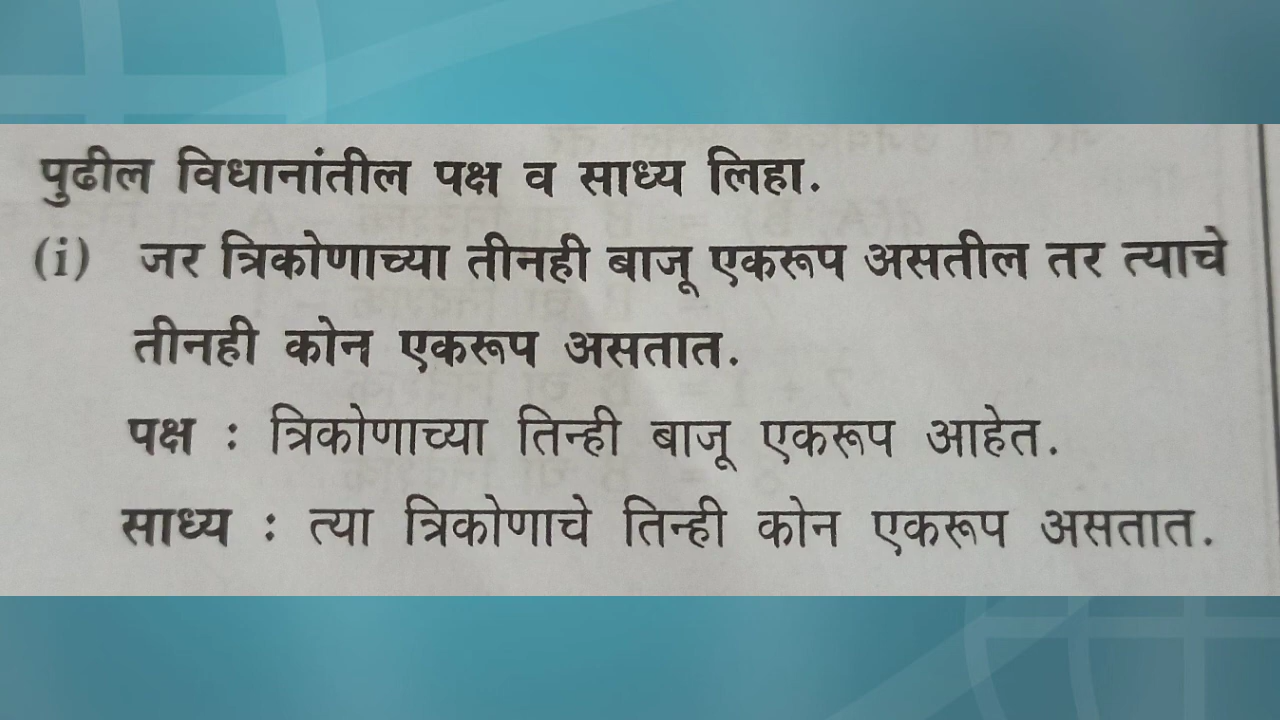 पुढील विधानांतील पक्ष व साध्य लिहा.
(i) जर त्रिकोणाच्या तीनही बाजू एकरूप असतील तर त्याचे
तीनही कोन एकरूप असतात.
पक्ष : त्रिकोणाच्या तिन्ही बाजू एकरूप आहेत.
साध्य : त्या त्रिकोणाचे तिन्ही कोन एकरूप असतात.